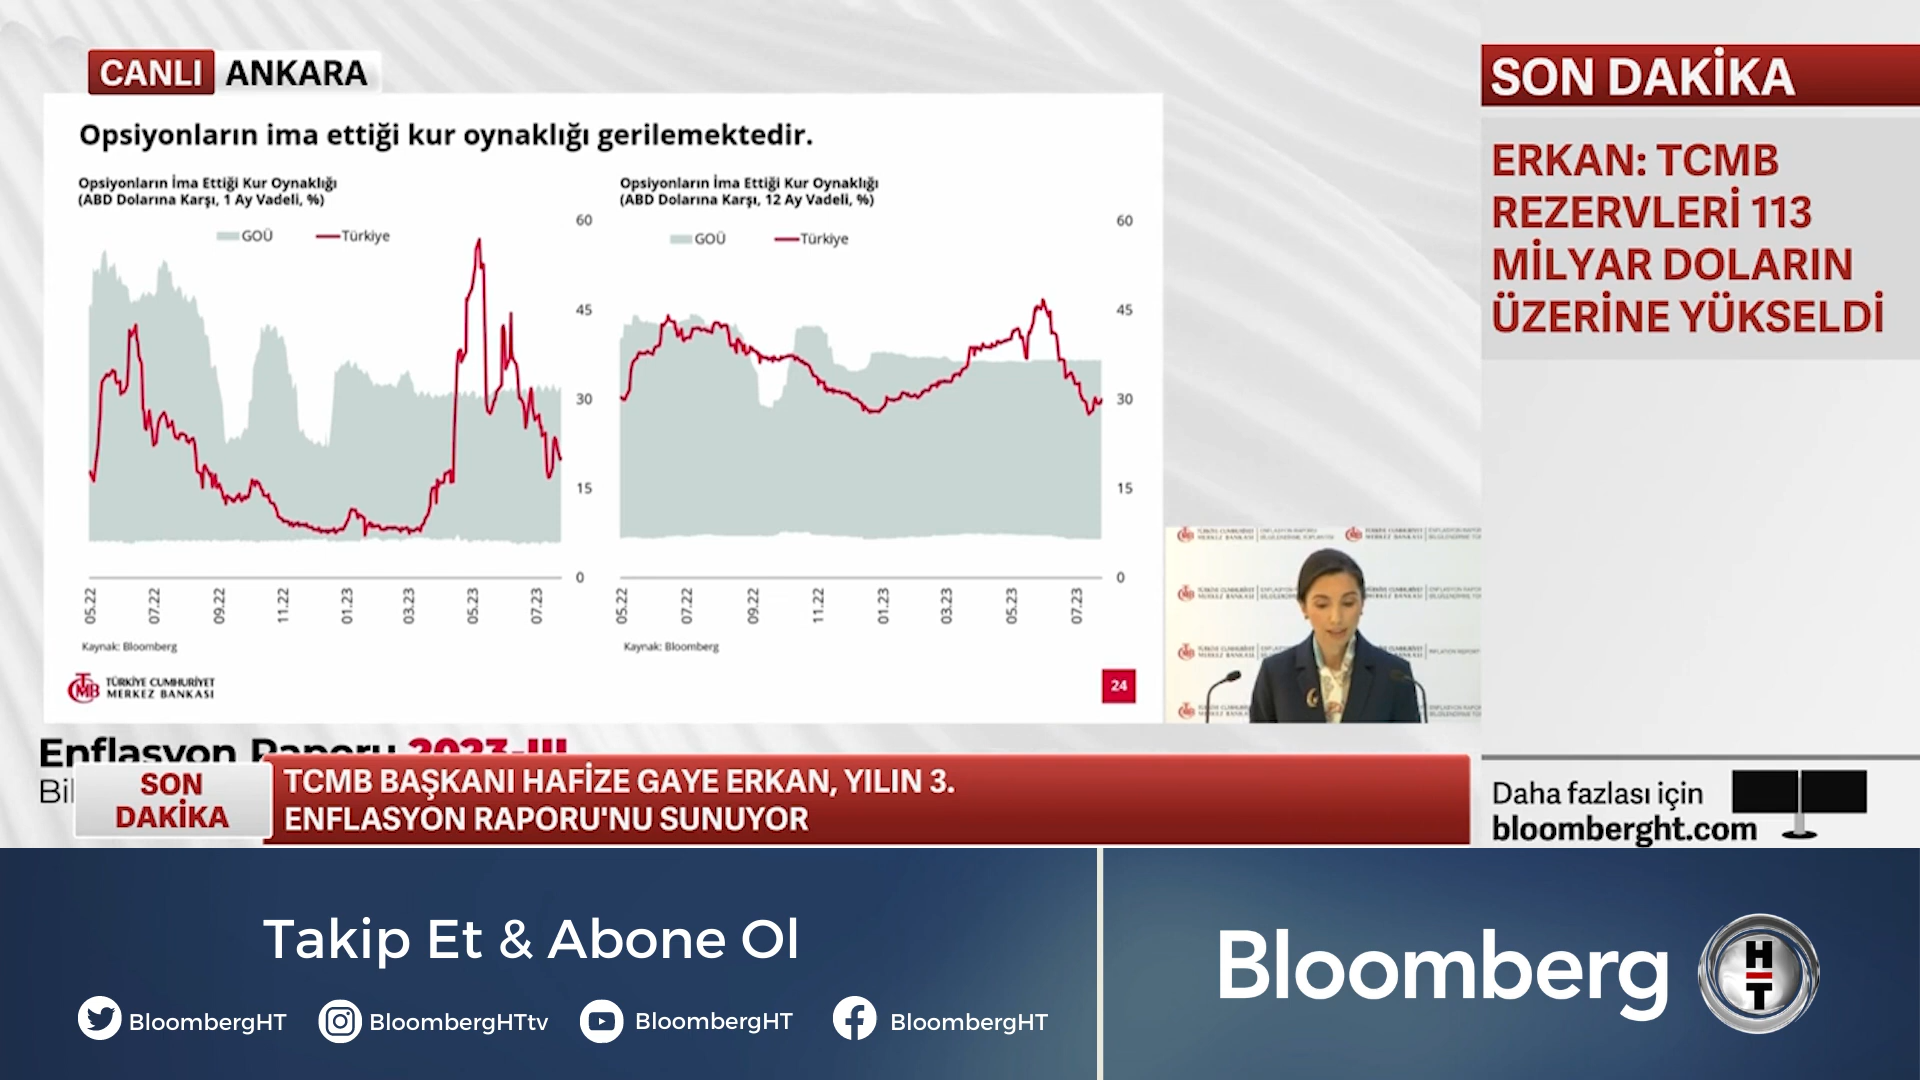 CANLI ANKARA
Opsiyonların ima ettiği kur oynaklığı gerilemektedir.
Opsiyonların İma Ettiği Kur Oynaklığı
(ABD Dolarına Karşı, 1 Ay Vadeli, %)
GOÜ Türkiye
60
45
30
15
0
05.22 07.22 09.22 11.22 01.23 03.23 05.23 07.23
Kaynak: Bloomberg
Opsiyonların İma Ettiği Kur Oynaklığı
(ABD Dolarına Karşı, 12 Ay Vadeli, %)
GOÜ Türkiye
60
45
30
15
0
05.22 07.22 09.22 11.22 01.23 03.23 05.23 07.23
Kaynak: Bloomberg
TCMB TÜRKİYE CUMHURİYET
MERKEZ BANKASI
24
SON DAKİKA
ERKAN: TCMB
REZERVLERİ 113
MİLYAR DOLARIN
ÜZERİNE YÜKSELDİ
Enflasyon Raporu 2023-III
SON
DAKİKA
TCMB BAŞKANI HAFİZE GAYE ERKAN, YILIN 3.
ENFLASYON RAPORU'NU SUNUYOR
Daha fazlası için
bloomberght.com
Takip Et & Abone Ol
BloombergHT BloombergHTtv BloombergHT BloombergHT
Bloomberg HT